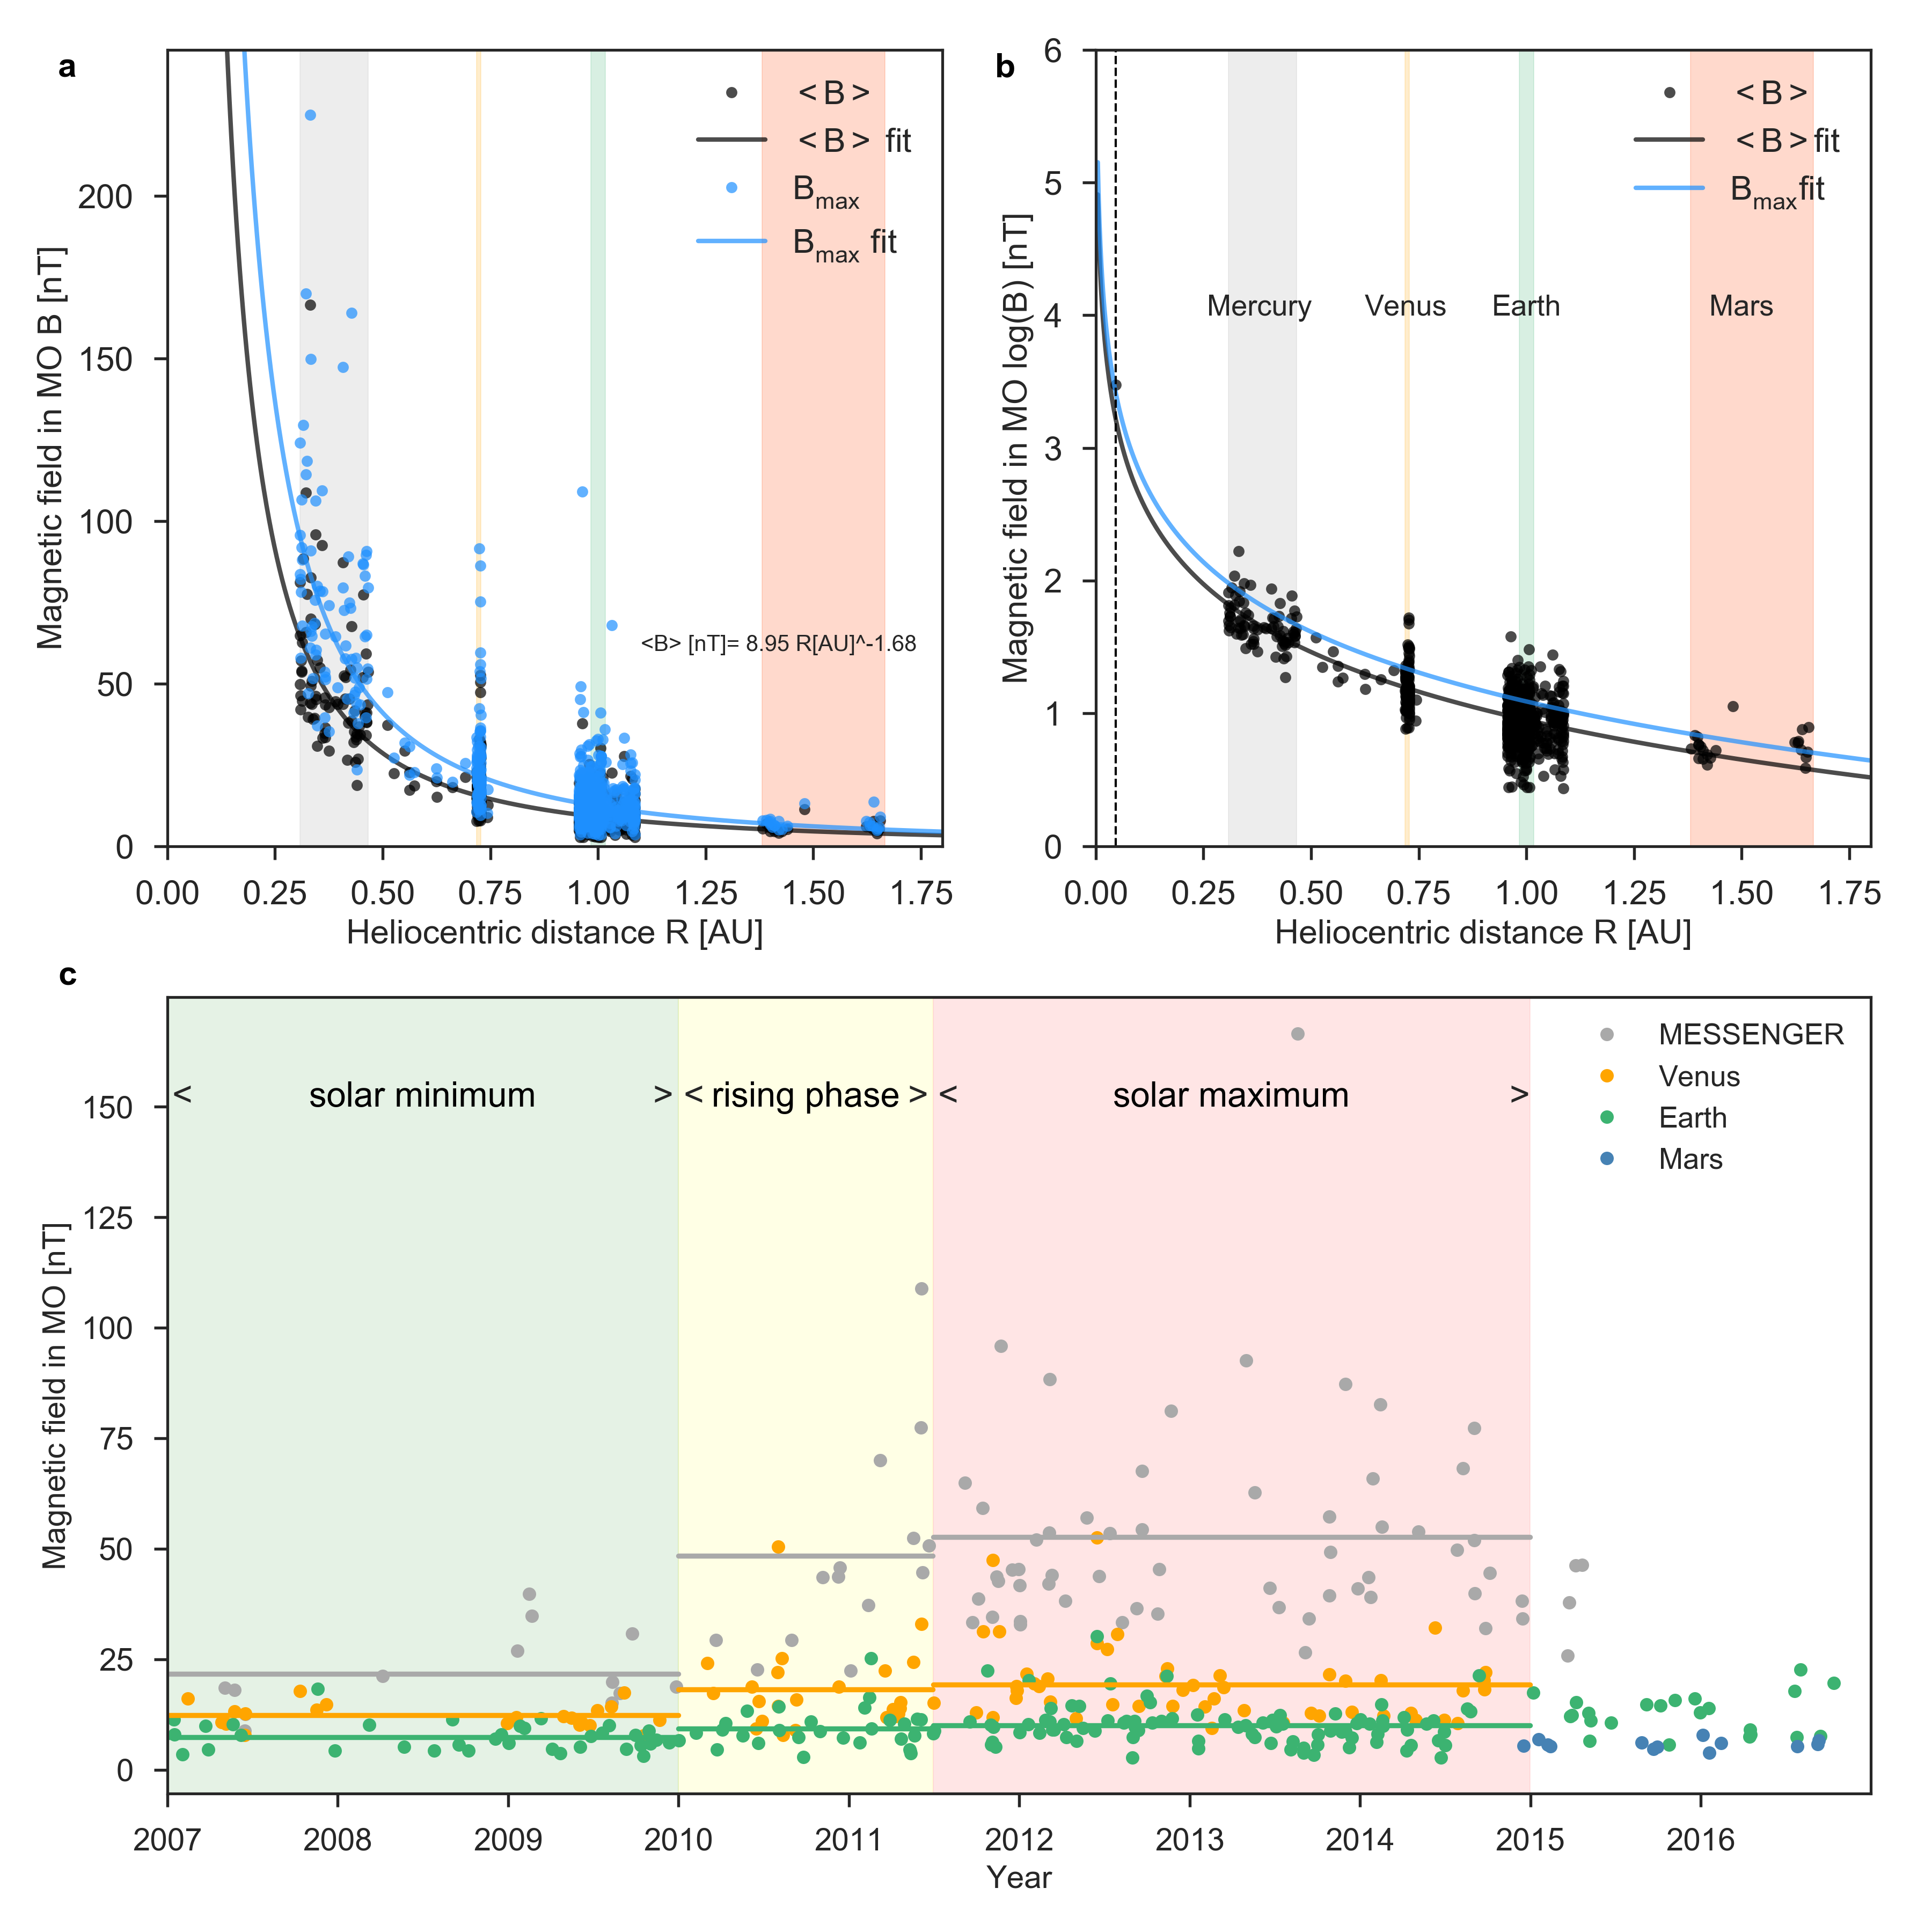 a
Magnetic field in MO B [nT]
200
150
100
50
0
0.00 0.25 0.50 0.75 1.00 1.25 1.50 1.75
Heliocentric distance R [AU]
<B>
<B> fit
Bmax
Bmax fit
<B> [nT]= 8.95 R[AU]^-1.68
b
Magnetic field in MO log(B) [nT]
6
5
4
3
2
1
0
0.00 0.25 0.50 0.75 1.00 1.25 1.50 1.75
Heliocentric distance R [AU]
<B>
<B>fit
Bmaxfit
Mercury Venus Earth Mars
c
Magnetic field in MO [nT]
150
125
100
75
50
25
0
2007 2008 2009 2010 2011 2012 2013 2014 2015 2016
Year
< solar minimum > < rising phase > < solar maximum >
MESSENGER
Venus
Earth
Mars